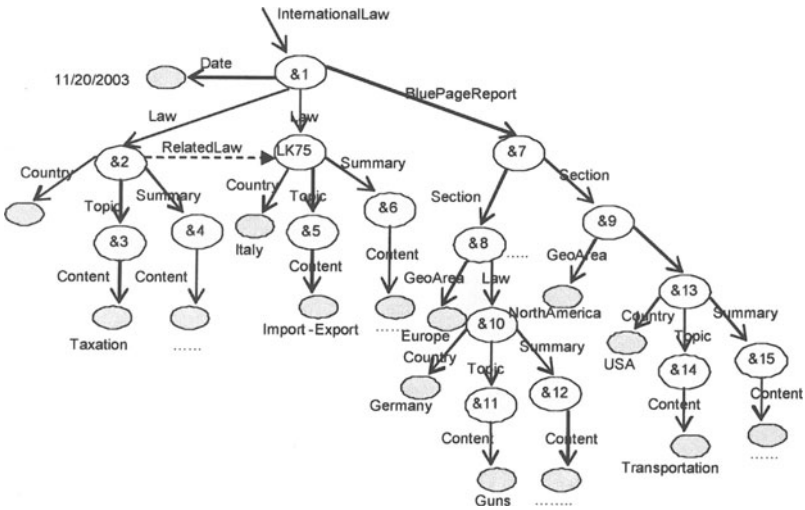 InternationalLaw
Date
&1
11/20/2003
BluePageReport
Law
Law
&2
RelatedLaw
LK75
&7
Country
Summary
Section
Topic
Summary
Country
Topic
&6
Section
&9
&3
&4
Italy
&5
&8
.....
GeoArea
Content
Content
Content
Content
GeoArea
Law
&13
NorthAmerica
Country
Summary
Taxation
......
Import-Export
......
Europe
&10
Topic
Country
Summary
USA
&14
&15
Topic
Germany
&11
&12
Content
Content
Content
Content
......
Transportation
Guns
........